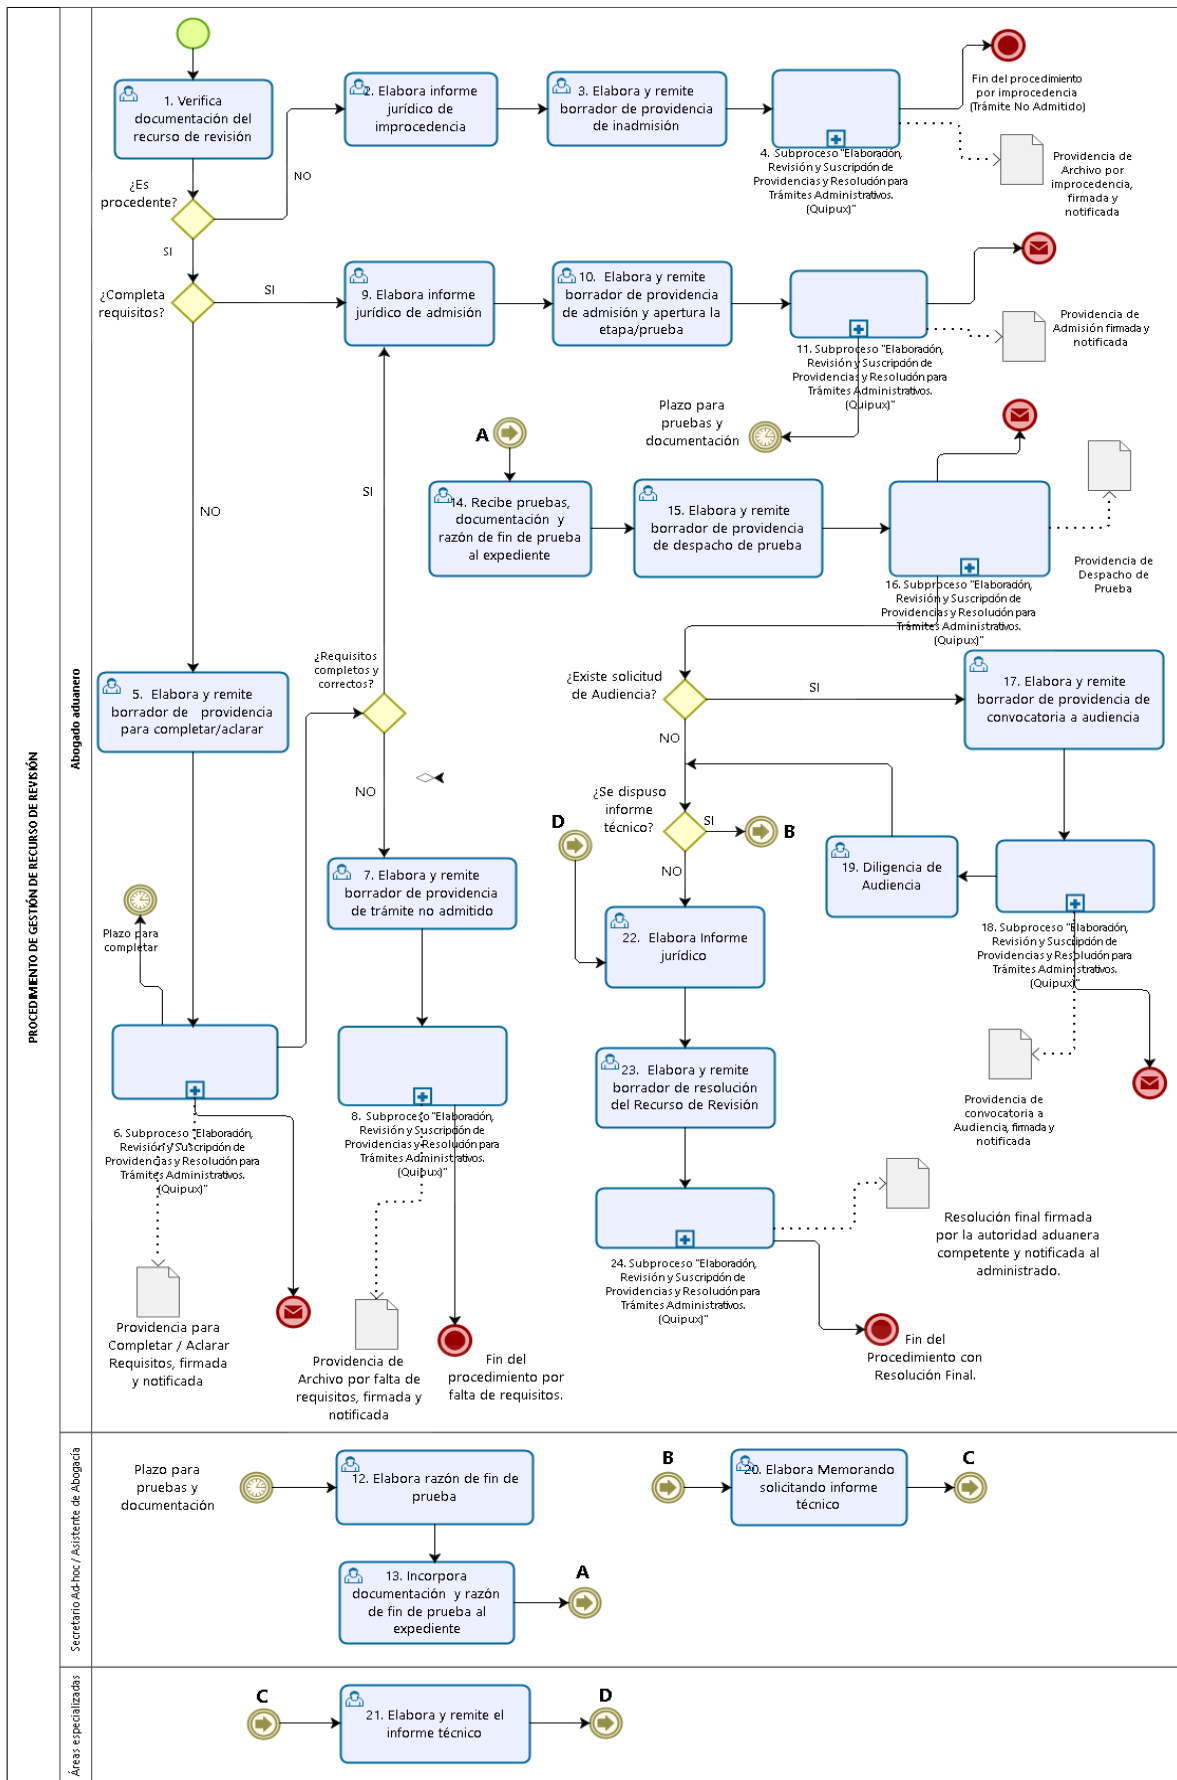 PROCEDIMIENTO DE GESTIÓN DE RECURSO DE REVISIÓN
Abogado aduanero
1. Verifica
documentación del
recurso de revisión
2. Elabora informe
jurídico de
improcedencia
3. Elabora y remite
borrador de providencia
de inadmisión
4. Subproceso "Elaboración,
Revisión y Suscripción de
Providencias y Resolución para
Trámites Administrativos.
(Quipux)"
Fin del procedimiento
por improcedencia
(Trámite No Admitido)
Providencia de
Archivo por
improcedencia,
firmada y
notificada
¿Es
procedente?
NO
SI
¿Completa
requisitos?
SI
9. Elabora informe
jurídico de admisión
10. Elabora y remite
borrador de providencia
de admisión y apertura la
etapa/prueba
11. Subproceso "Elaboración,
Revisión y Suscripción de
Providencias y Resolución para
Trámites Administrativos.
(Quipux)"
Providencia de
Admisión firmada y
notificada
Plazo para
pruebas y
documentación
A
SI
NO
14. Recibe pruebas,
documentación y
razón de fin de prueba
al expediente
15. Elabora y remite
borrador de providencia
de despacho de prueba
16. Subproceso "Elaboración,
Revisión y Suscripción de
Providencias y Resolución para
Trámites Administrativos.
(Quipux)"
Providencia de
Despacho de
Prueba
¿Requisitos
completos y
correctos?
¿Existe solicitud
de Audiencia?
SI
NO
17. Elabora y remite
borrador de providencia de
convocatoria a audiencia
5. Elabora y remite
borrador de providencia
para completar/aclarar
NO
¿Se dispuso
informe
técnico?
SI
B
D
NO
19. Diligencia de
Audiencia
18. Subproceso "Elaboración,
Revisión y Suscripción de
Providencias y Resolución para
Trámites Administrativos.
(Quipux)"
7. Elabora y remite
borrador de providencia
de trámite no admitido
Plazo para
completar
22. Elabora Informe
jurídico
23. Elabora y remite
borrador de resolución
del Recurso de Revisión
Providencia de
convocatoria a
Audiencia, firmada y
notificada
6. Subproceso "Elaboración,
Revisión y Suscripción de
Providencias y Resolución para
Trámites Administrativos.
(Quipux)"
8. Subproceso "Elaboración,
Revisión y Suscripción de
Providencias y Resolución para
Trámites Administrativos.
(Quipux)"
24. Subproceso "Elaboración,
Revisión y Suscripción de
Providencias y Resolución para
Trámites Administrativos.
(Quipux)"
Resolución final firmada
por la autoridad aduanera
competente y notificada al
administrado.
Providencia para
Completar / Aclarar
Requisitos, firmada
y notificada
Providencia de
Archivo por falta de
requisitos, firmada y
notificada
Fin del
procedimiento por
falta de requisitos.
Fin del
Procedimiento con
Resolución Final.
Secretario Ad-hoc / Asistente de Abogacía
Plazo para
pruebas y
documentación
12. Elabora razón de fin de
prueba
13. Incorpora
documentación y razón
de fin de prueba al
expediente
A
B
20. Elabora Memorando
solicitando informe
técnico
C
Áreas especializadas
C
21. Elabora y remite el
informe técnico
D